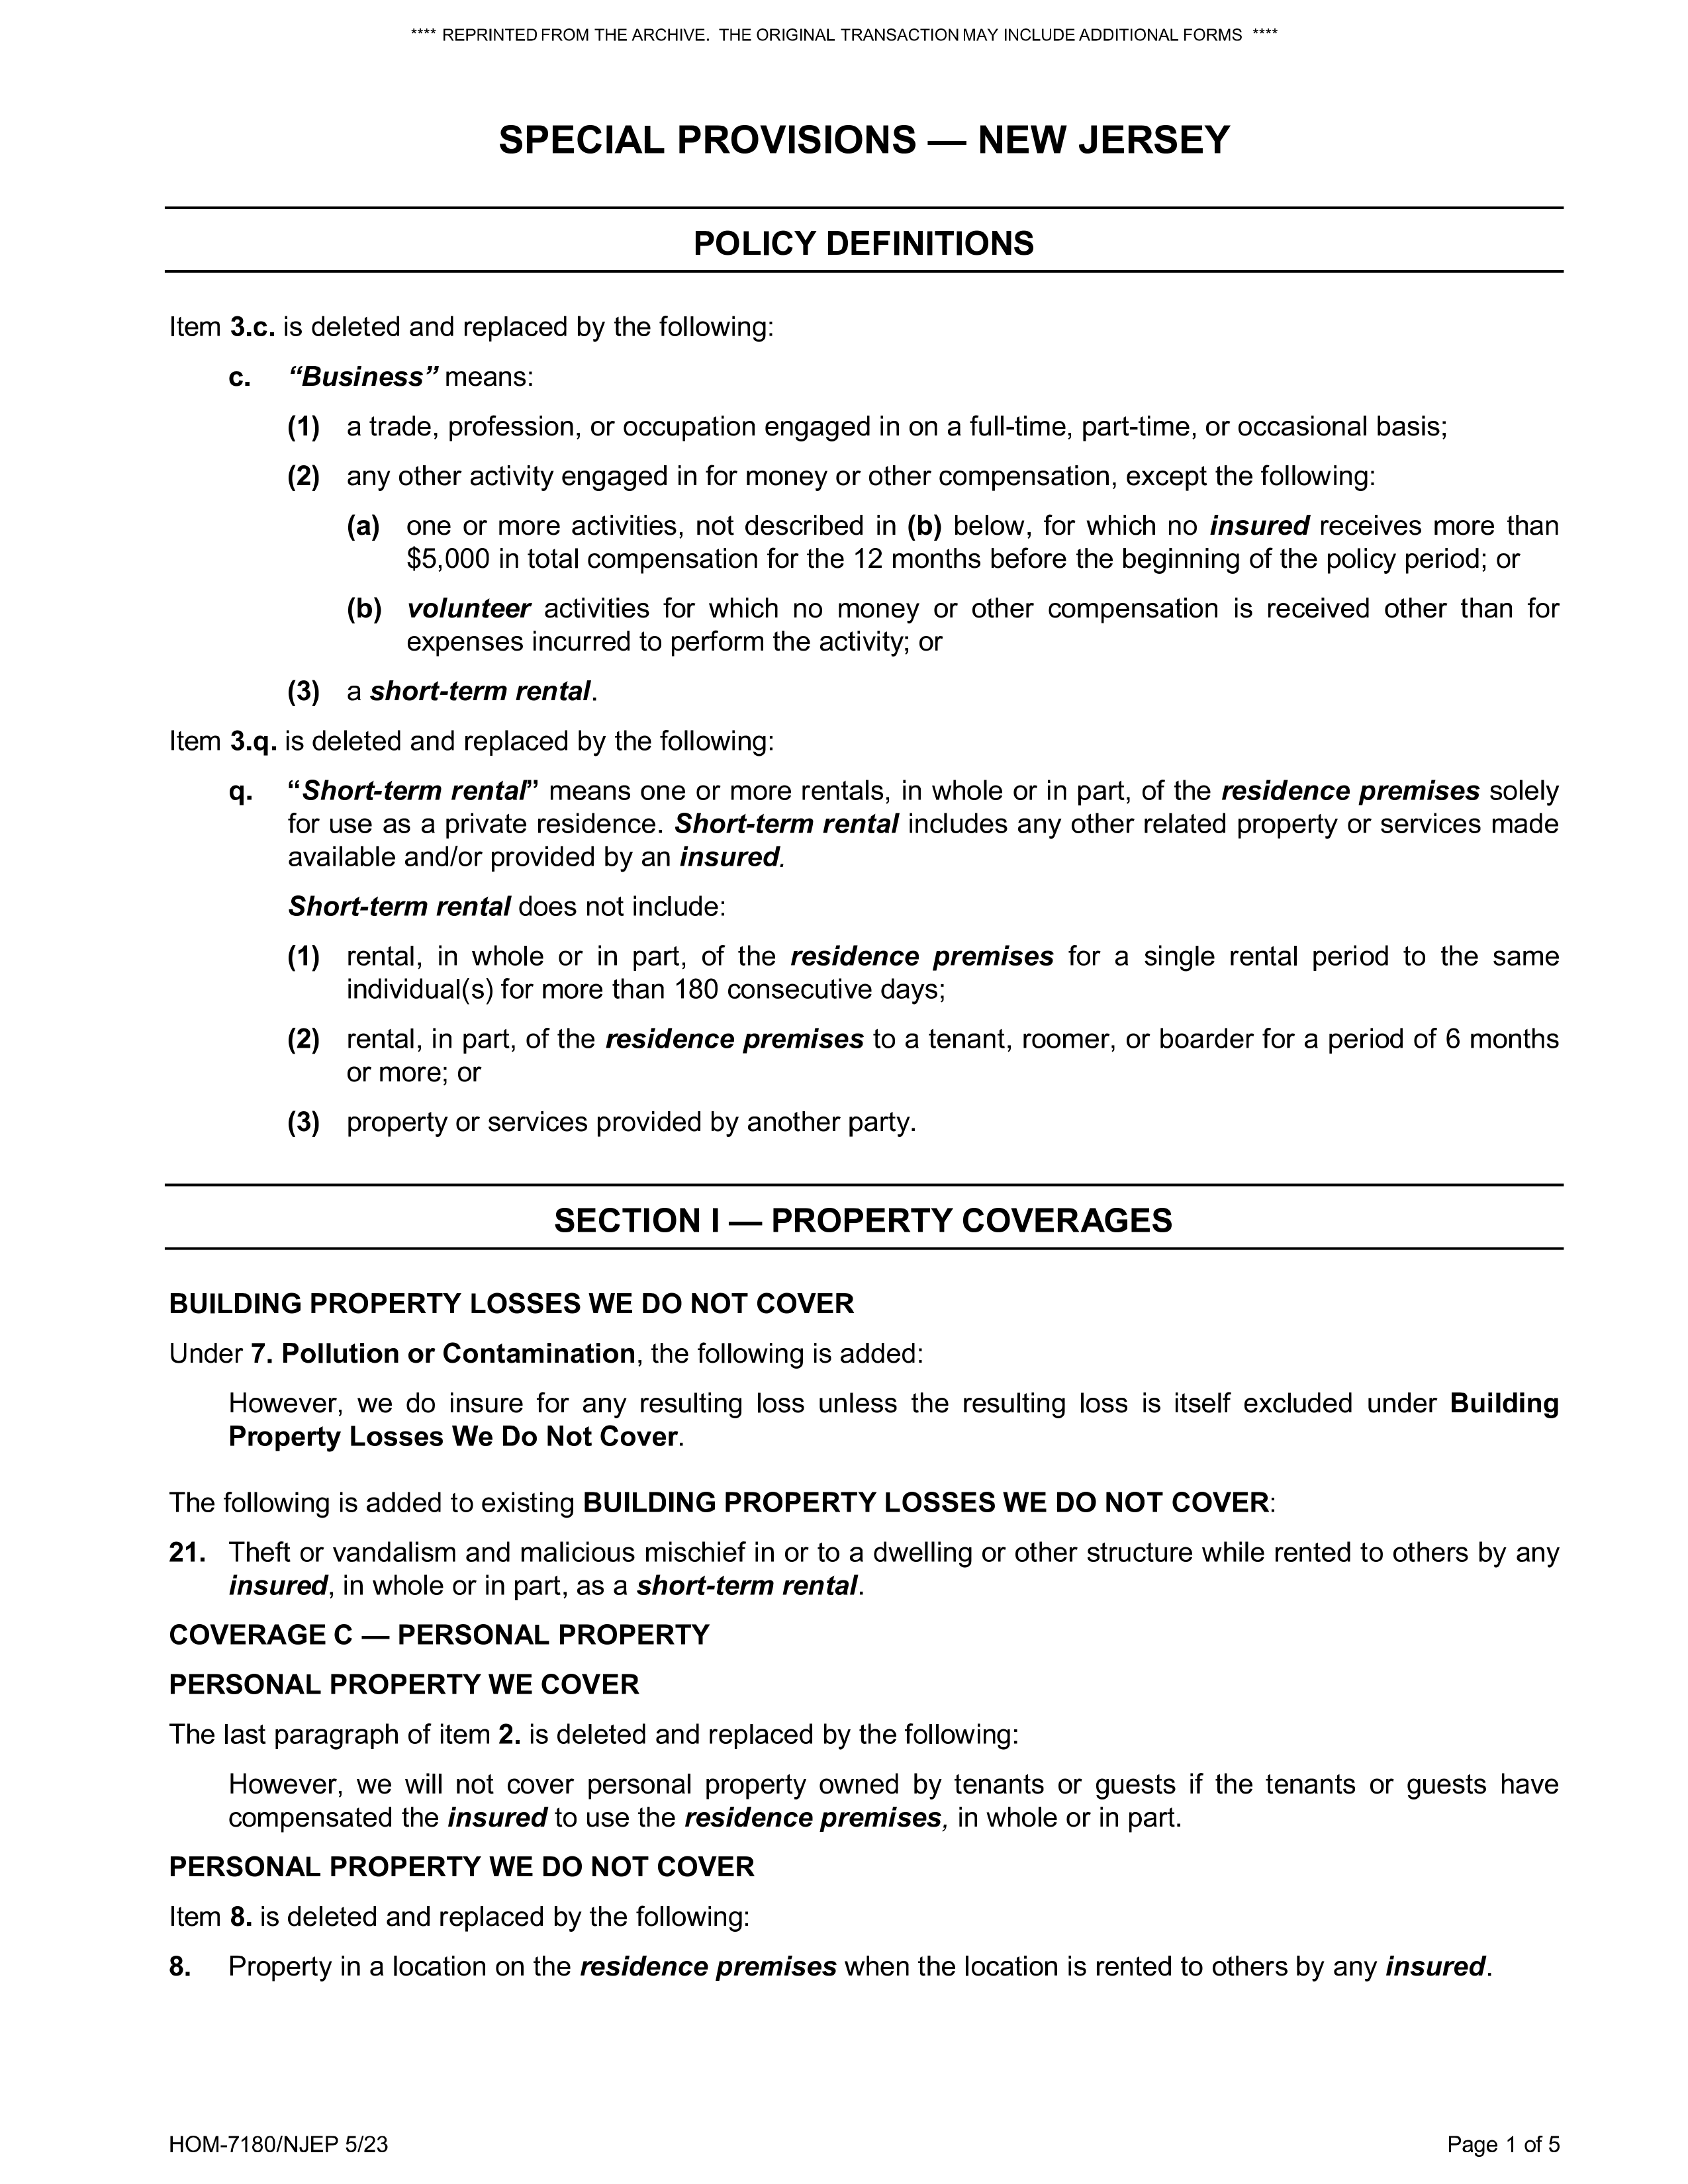 **** REPRINTED FROM THE ARCHIVE. THE ORIGINAL TRANSACTION MAY INCLUDE ADDITIONAL FORMS ****
SPECIAL PROVISIONS — NEW JERSEY
POLICY DEFINITIONS
Item 3.c. is deleted and replaced by the following:
c. “Business” means:
(1) a trade, profession, or occupation engaged in on a full-time, part-time, or occasional basis;
(2) any other activity engaged in for money or other compensation, except the following:
(a) one or more activities, not described in (b) below, for which no insured receives more than
$5,000 in total compensation for the 12 months before the beginning of the policy period; or
(b) volunteer activities for which no money or other compensation is received other than for
expenses incurred to perform the activity; or
(3) a short-term rental.
Item 3.q. is deleted and replaced by the following:
q. “Short-term rental” means one or more rentals, in whole or in part, of the residence premises solely
for use as a private residence. Short-term rental includes any other related property or services made
available and/or provided by an insured.
Short-term rental does not include:
(1) rental, in whole or in part, of the residence premises for a single rental period to the same
individual(s) for more than 180 consecutive days;
(2) rental, in part, of the residence premises to a tenant, roomer, or boarder for a period of 6 months
or more; or
(3) property or services provided by another party.
SECTION I — PROPERTY COVERAGES
BUILDING PROPERTY LOSSES WE DO NOT COVER
Under 7. Pollution or Contamination, the following is added:
However, we do insure for any resulting loss unless the resulting loss is itself excluded under Building
Property Losses We Do Not Cover.
The following is added to existing BUILDING PROPERTY LOSSES WE DO NOT COVER:
21. Theft or vandalism and malicious mischief in or to a dwelling or other structure while rented to others by any
insured, in whole or in part, as a short-term rental.
COVERAGE C — PERSONAL PROPERTY
PERSONAL PROPERTY WE COVER
The last paragraph of item 2. is deleted and replaced by the following:
However, we will not cover personal property owned by tenants or guests if the tenants or guests have
compensated the insured to use the residence premises, in whole or in part.
PERSONAL PROPERTY WE DO NOT COVER
Item 8. is deleted and replaced by the following:
8. Property in a location on the residence premises when the location is rented to others by any insured.
HOM-7180/NJEP 5/23
Page 1 of 5